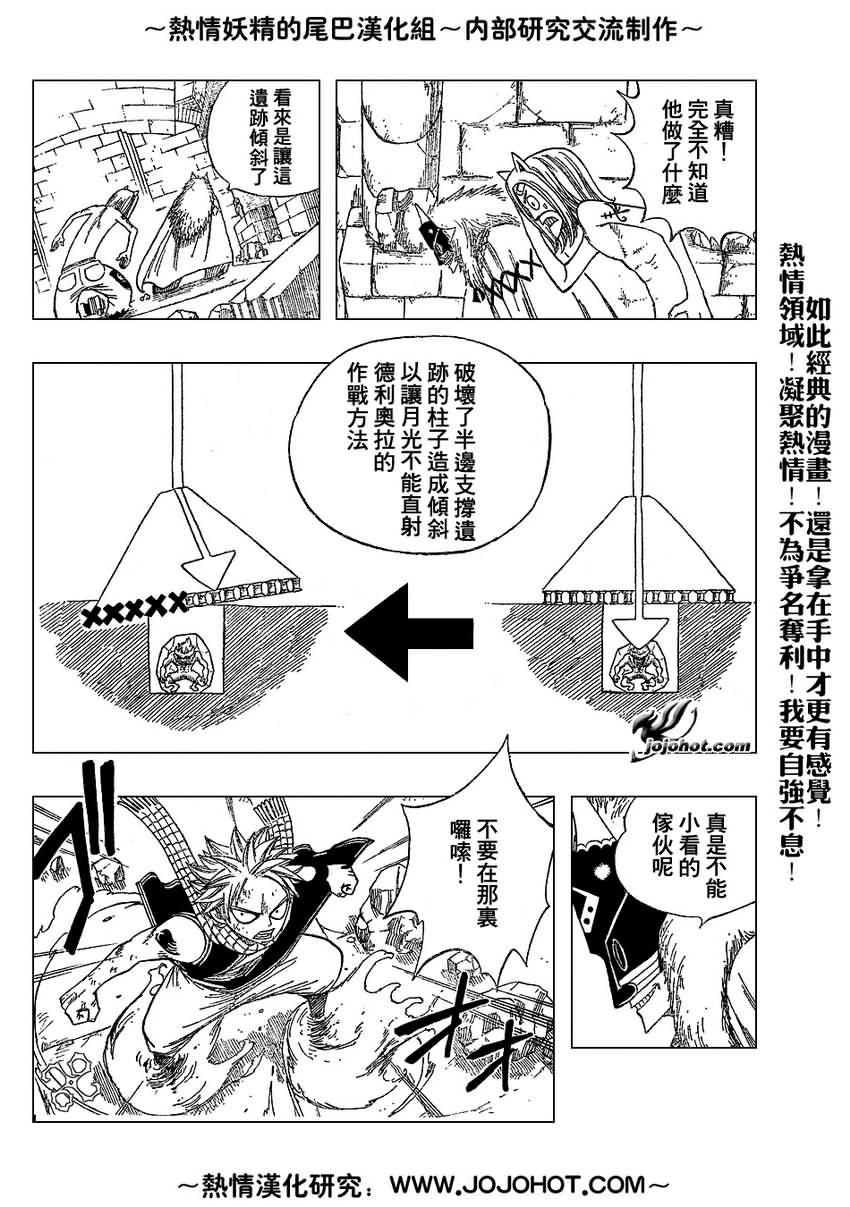 ～熱情妖精的尾巴漢化組～内部研究交流制作～
真糟！
完全不知道
他做了什麼
看來是讓這
遺跡傾斜了
破壞了半邊支撐遺
跡的柱子造成傾斜
以讓月光不能直射
德利奧拉的
作戰方法
jojohot.com
真是不能
小看的
傢伙呢
不要在那裏
囉嗦！
オオ
如此經典的漫畫！還是拿在手中才更有感覺！
熱情領域！凝聚熱情！不為爭名奪利！我要自強不息！
～熱情漢化研究：WWW.JOJOHOT.COM～